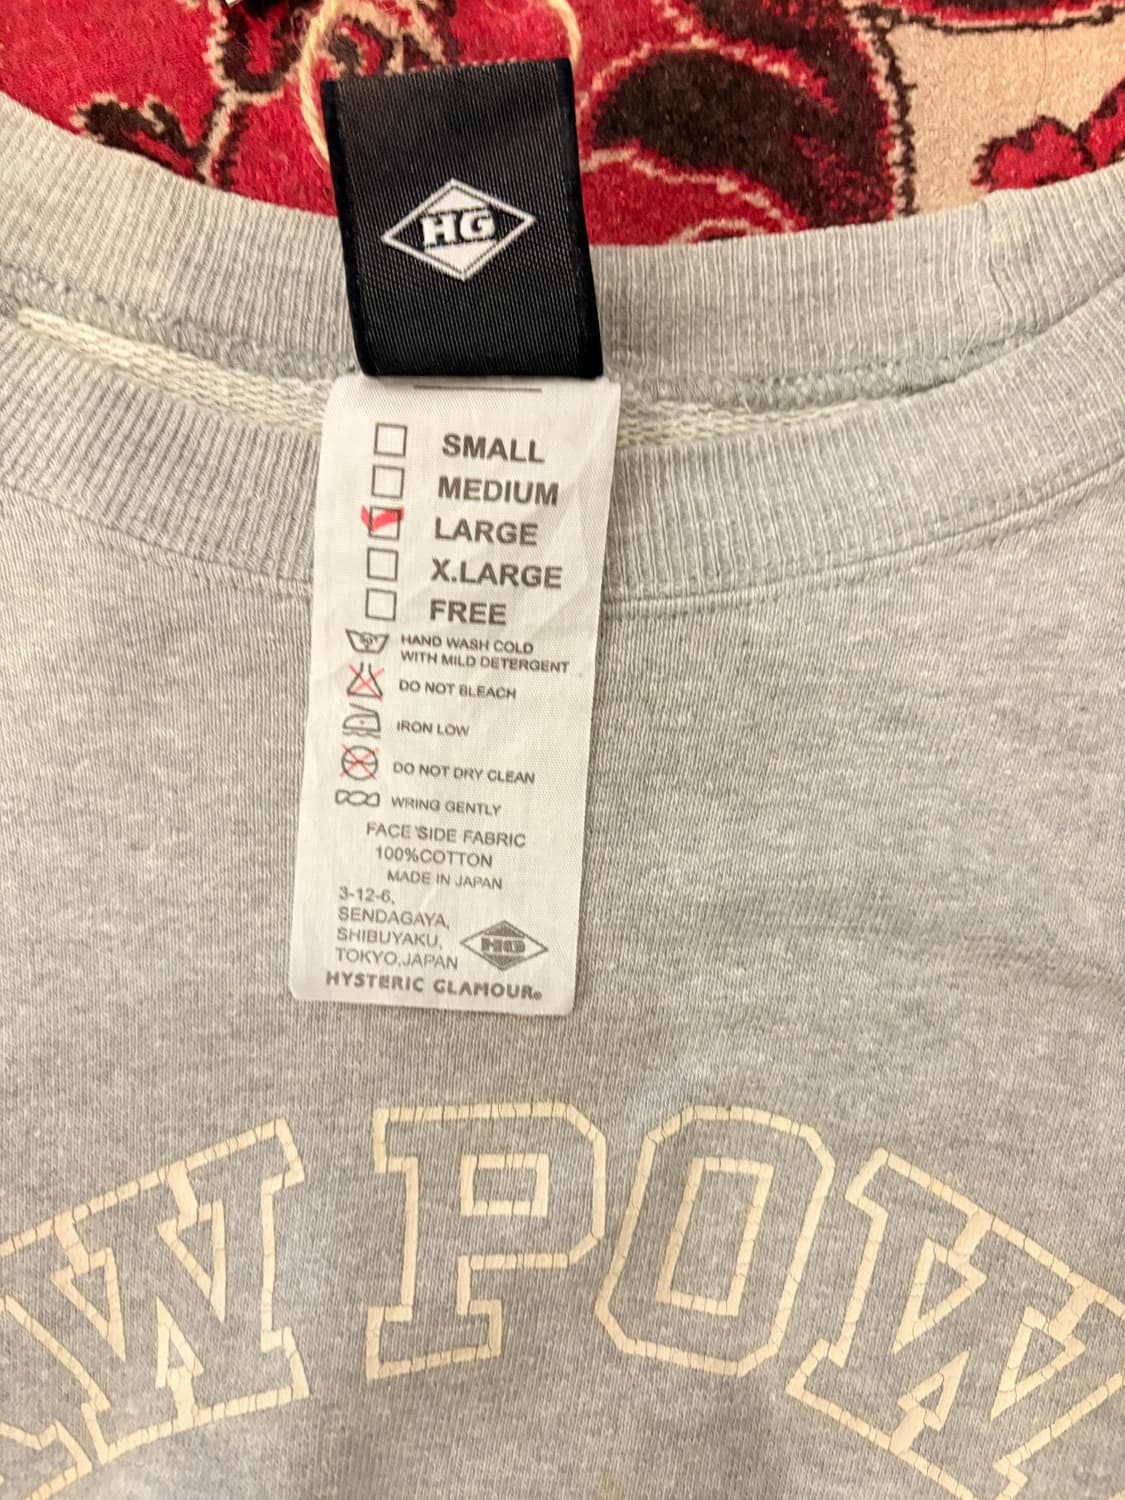 HG
SMALL
MEDIUM
LARGE
X.LARGE
FREE
HAND WASH COLD
WITH MILD DETERGENT
DO NOT BLEACH
IRON LOW
DO NOT DRY CLEAN
WRING GENTLY
FACE SIDE FABRIC
100%COTTON
MADE IN JAPAN
3-12-6,
SENDAGAYA,
SHIBUYAKU,
TOKYO,JAPAN
HG
HYSTERIC GLAMOUR®
W POW